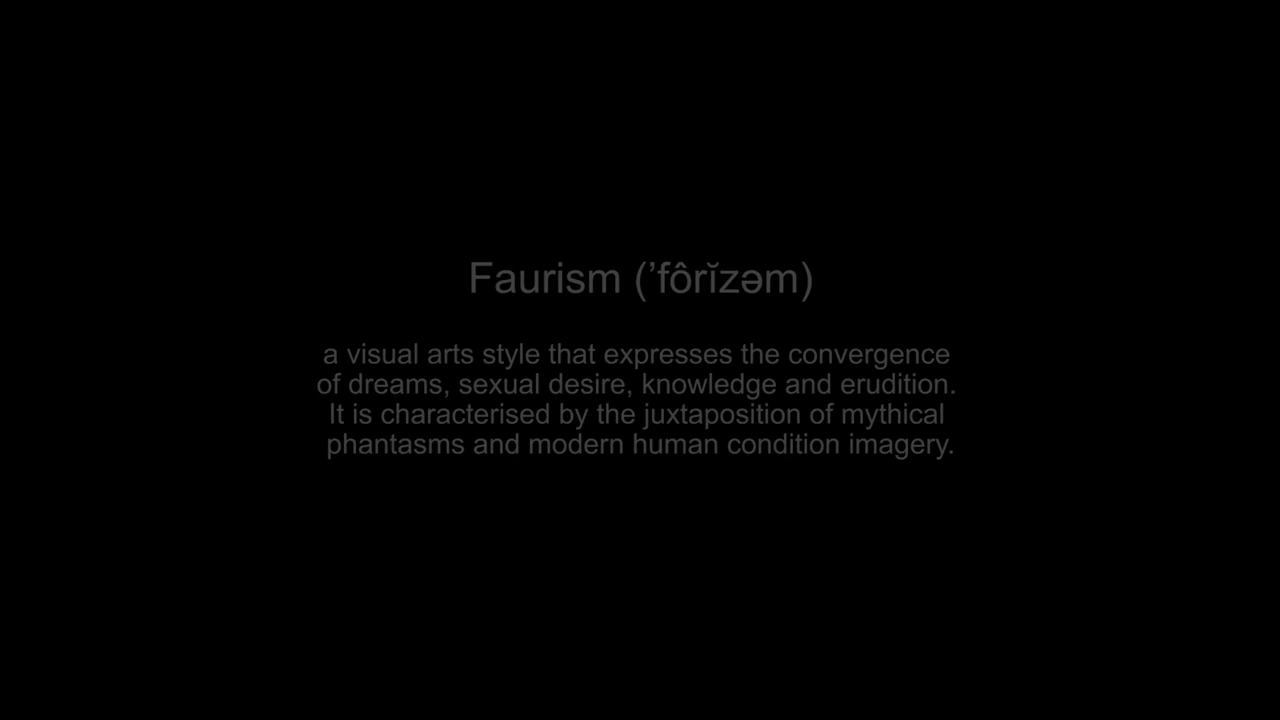 Faurism (’fôrĭzəm)
a visual arts style that expresses the convergence
of dreams, sexual desire, knowledge and erudition.
It is characterised by the juxtaposition of mythical
phantasms and modern human condition imagery.